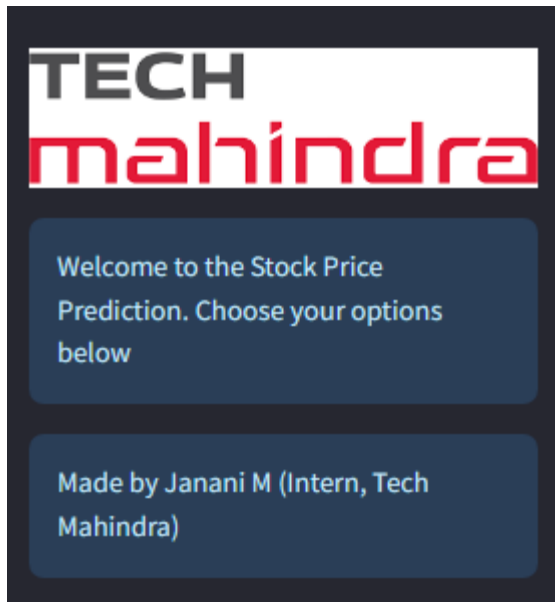 TECH
mahindra
Welcome to the Stock Price
Prediction. Choose your options
below
Made by Janani M (Intern, Tech
Mahindra)